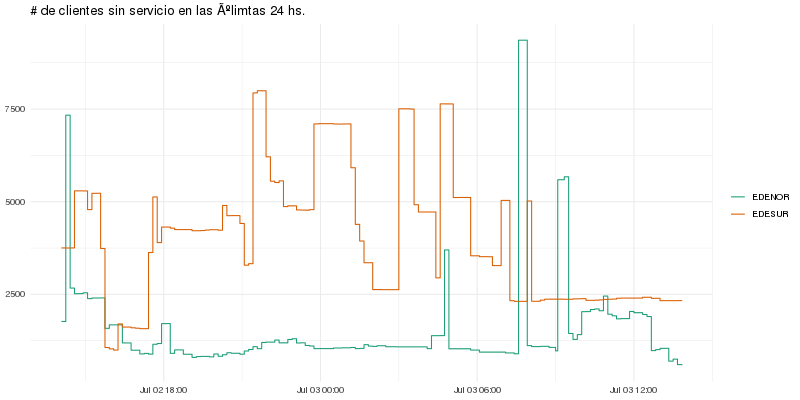 # de clientes sin servicio en las Ãºlimtas 24 hs.
7500
5000
2500
Jul 02 18:00
Jul 03 00:00
Jul 03 06:00
Jul 03 12:00
EDENOR
EDESUR